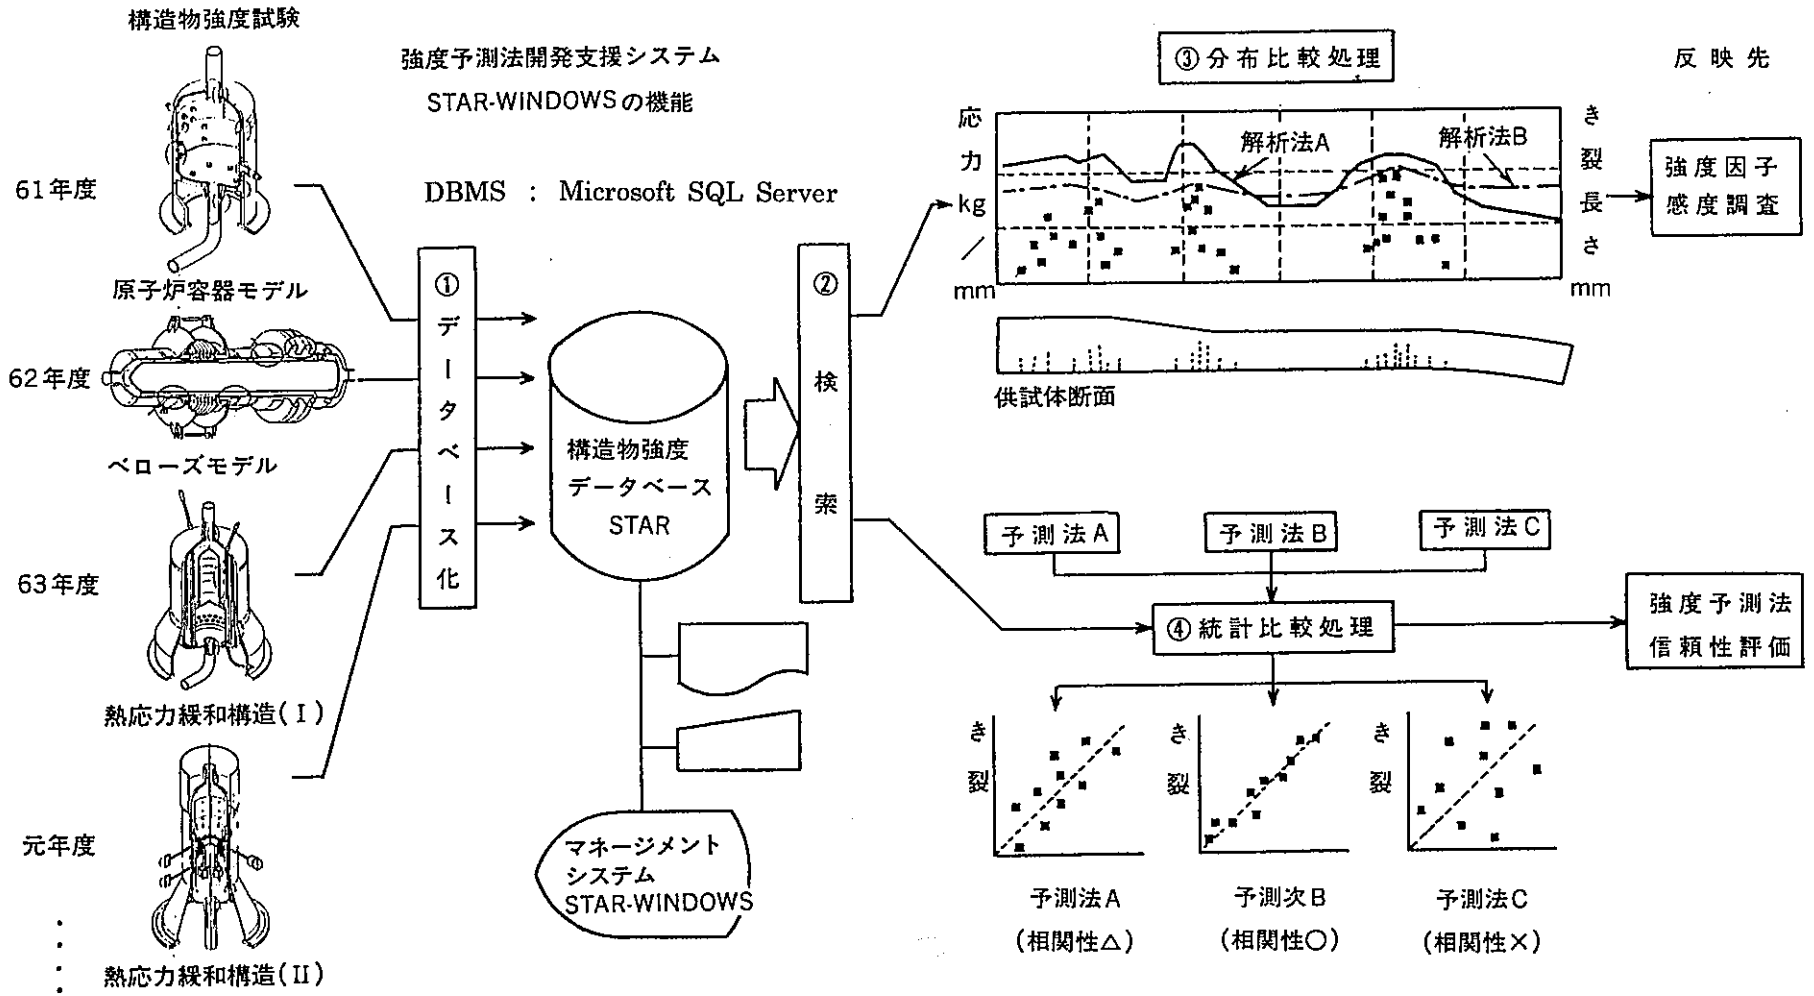 構造物強度試験
61年度
原子炉容器モデル
62年度
ベローズモデル
63年度
熱応力緩和構造(Ⅰ)
元年度
熱応力緩和構造(II)
強度予測法開発支援システム
STAR-WINDOWSの機能
DBMS : Microsoft SQL Server
①データベース化
構造物強度
データベース
STAR
マネージメント
システム
STAR-WINDOWS
②検索
③分布比較処理
反映先
応力kg/mm
解析法A
解析法B
き裂長さmm
強度因子
感度調査
供試体断面
予測法A
予測法B
予測法C
④統計比較処理
強度予測法
信頼性評価
き裂
き裂
き裂
予測法A
(相関性△)
予測次B
(相関性○)
予測法C
(相関性×)